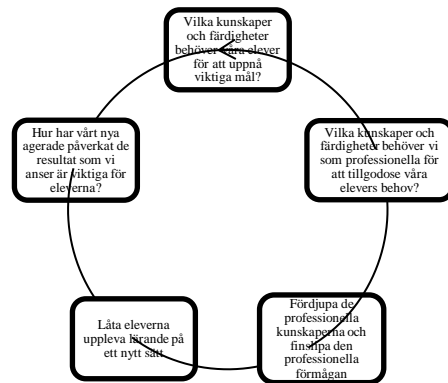 Vilka kunskaper
och färdigheter
behöver våra elever
för att uppnå
viktiga mål?
Vilka kunskaper och
färdigheter behöver vi
som professionella för
att tillgodose våra
elevers behov?
Fördjupa de
professionella
kunskaperna och
finslipa den
professionella
förmågan
Låta eleverna
uppleva lärande på
ett nytt sätt
Hur har vårt nya
agerade påverkat de
resultat som vi
anser är viktiga för
eleverna?